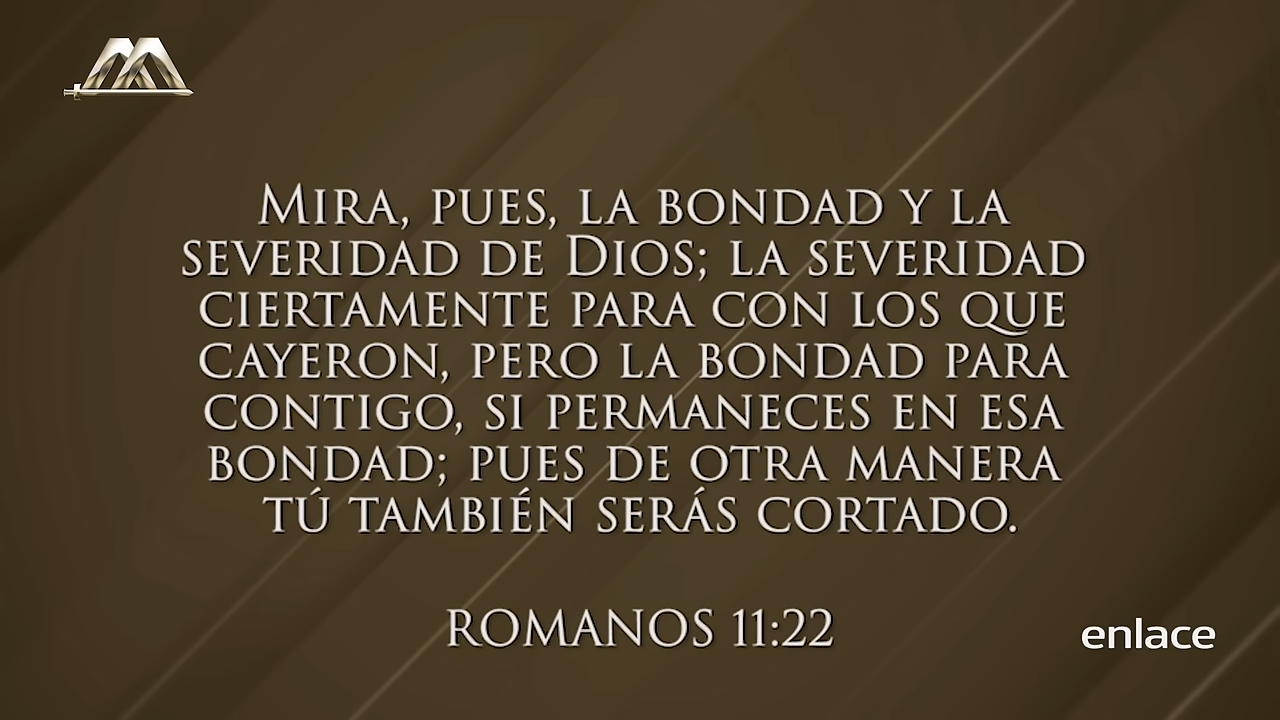 Mira, pues, la bondad y la
severidad de Dios; la severidad
ciertamente para con los que
cayeron, pero la bondad para
contigo, si permaneces en esa
bondad; pues de otra manera
tú también serás cortado.
Romanos 11:22
enlace